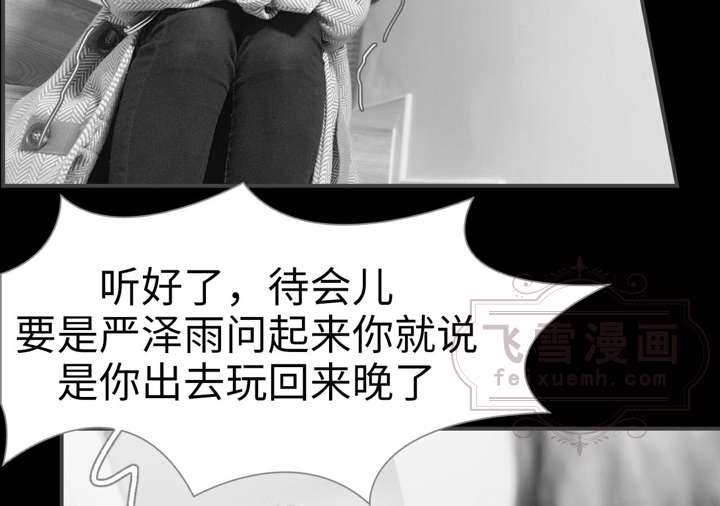 听好了，待会儿
要是严泽雨问起来你就说
是你出去玩回来晚了
飞雪漫画
feixuemh.com